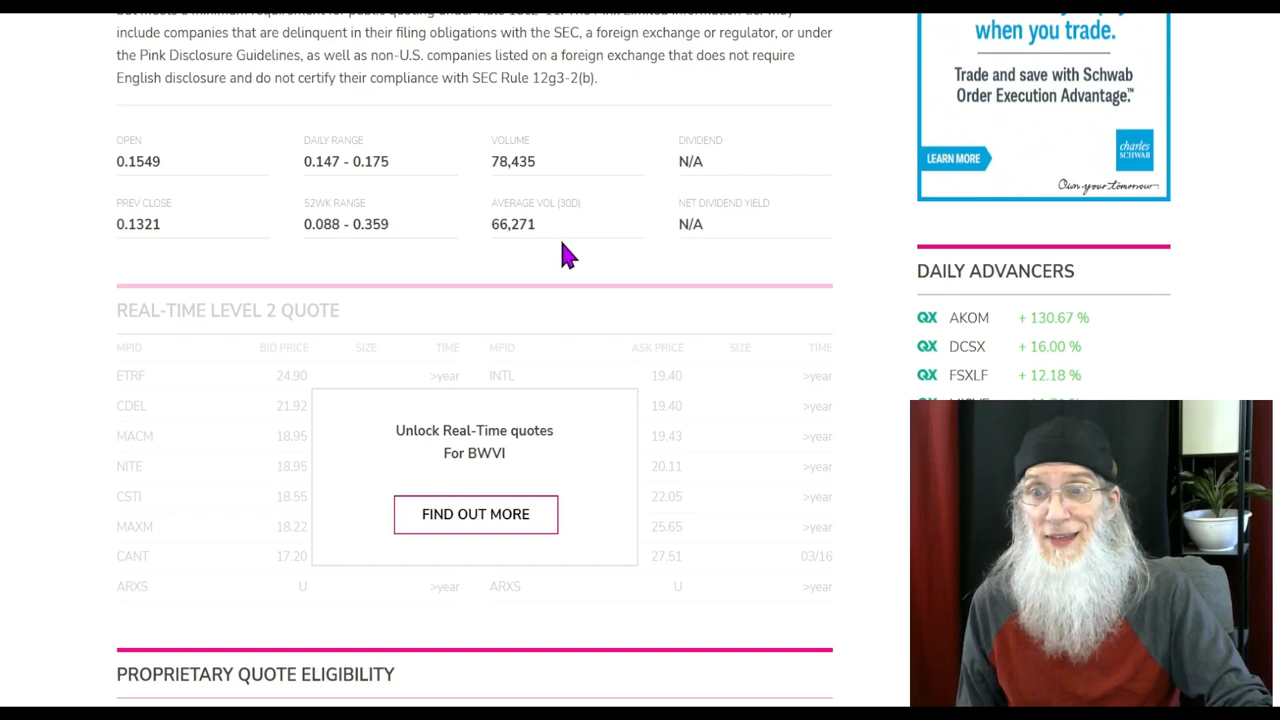 include companies that are delinquent in their filing obligations with the SEC, a foreign exchange or regulator, or under
the Pink Disclosure Guidelines, as well as non-U.S. companies listed on a foreign exchange that does not require
English disclosure and do not certify their compliance with SEC Rule 12g3-2(b).
when you trade.
Trade and save with Schwab
Order Execution Advantage.™
LEARN MORE
charles
SCHWAB
Own your tomorrow.
OPEN DAILY RANGE VOLUME DIVIDEND
0.1549 0.147 - 0.175 78,435 N/A
PREV CLOSE 52WK RANGE AVERAGE VOL (30D) NET DIVIDEND YIELD
0.1321 0.088 - 0.359 66,271 N/A
REAL-TIME LEVEL 2 QUOTE
MPID BID PRICE SIZE TIME MPID ASK PRICE SIZE TIME
ETRF 24.90 >year INTL 19.40 >year
CDEL 21.92 19.40 >year
MACM 18.95 19.43 >year
NITE 18.95 20.11 >year
CSTI 18.55 22.05 >year
MAXM 18.22 25.65 >year
CANT 17.20 27.51 03/16
ARXS U >year ARXS U >year
Unlock Real-Time quotes
For BWVI
FIND OUT MORE
PROPRIETARY QUOTE ELIGIBILITY
DAILY ADVANCERS
QX AKOM + 130.67 %
QX DCSX + 16.00 %
QX FSXLF + 12.18 %